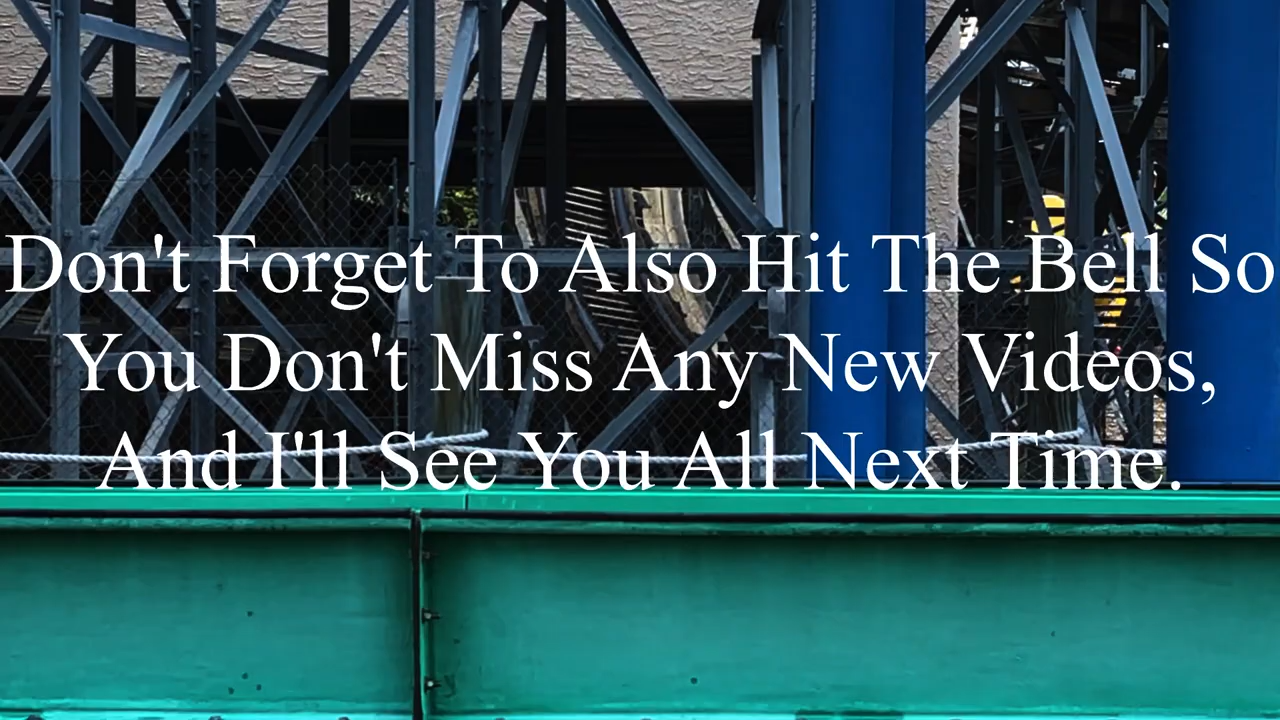 Don't Forget To Also Hit The Bell So
You Don't Miss Any New Videos,
And I'll See You All Next Time.